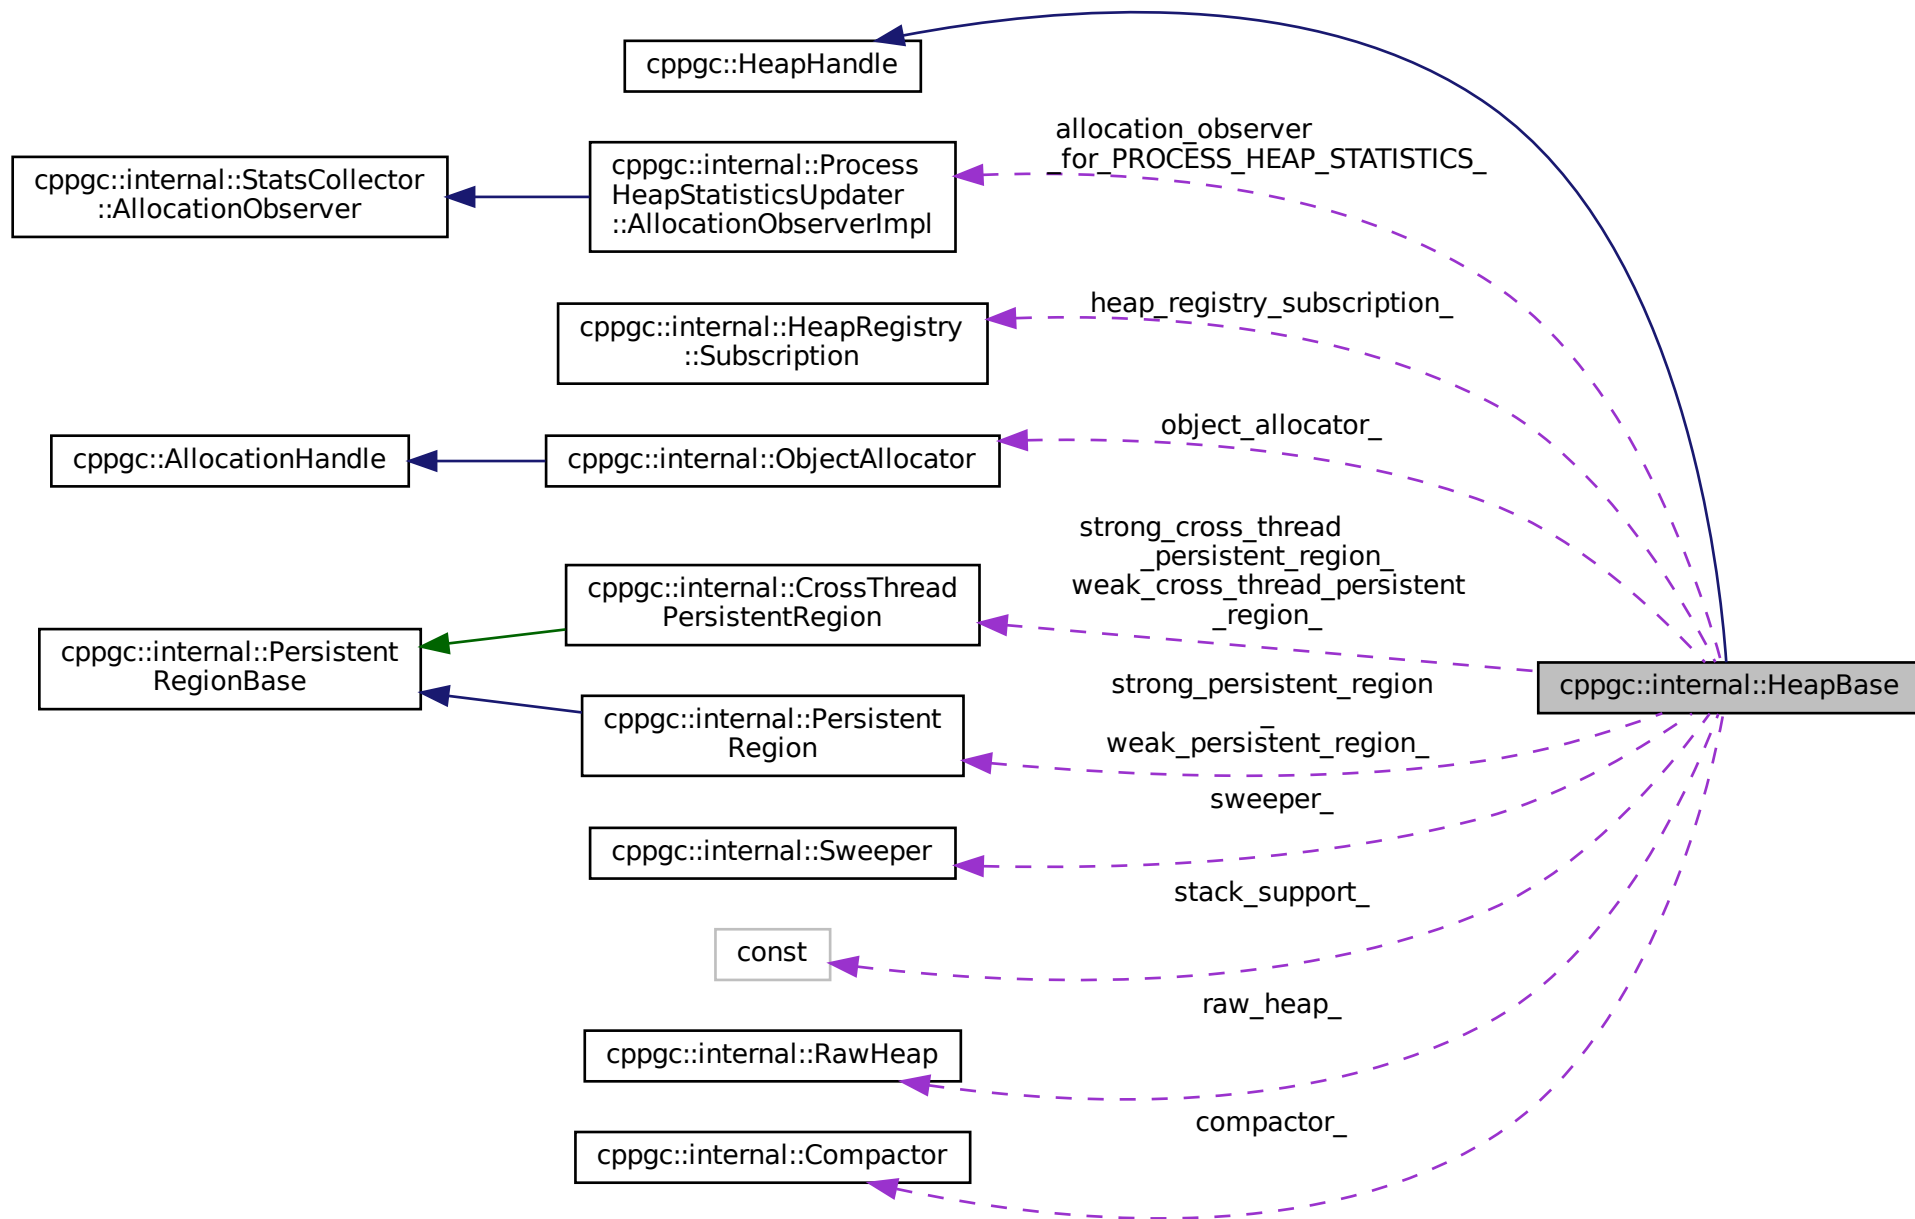 cppgc::HeapHandle
allocation_observer
_for_PROCESS_HEAP_STATISTICS_
cppgc::internal::StatsCollector
::AllocationObserver
cppgc::internal::Process
HeapStatisticsUpdater
::AllocationObserverImpl
heap_registry_subscription_
cppgc::internal::HeapRegistry
::Subscription
object_allocator_
cppgc::AllocationHandle
cppgc::internal::ObjectAllocator
strong_cross_thread
_persistent_region_
weak_cross_thread_persistent
_region_
cppgc::internal::CrossThread
PersistentRegion
cppgc::internal::Persistent
RegionBase
cppgc::internal::HeapBase
strong_persistent_region
_
weak_persistent_region_
cppgc::internal::Persistent
Region
sweeper_
cppgc::internal::Sweeper
stack_support_
const
raw_heap_
cppgc::internal::RawHeap
compactor_
cppgc::internal::Compactor